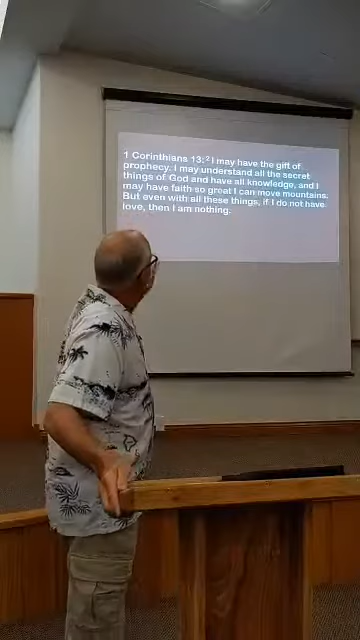 1 Corinthians 13:2 I may have the gift of
prophecy. I may understand all the secret
things of God and have all knowledge, and I
may have faith so great I can move mountains.
But even with all these things, if I do not have
love, then I am nothing.